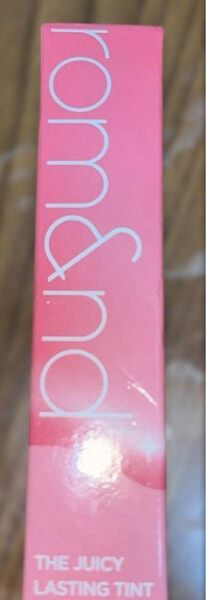 rom&nd
THE JUICY
LASTING TINT